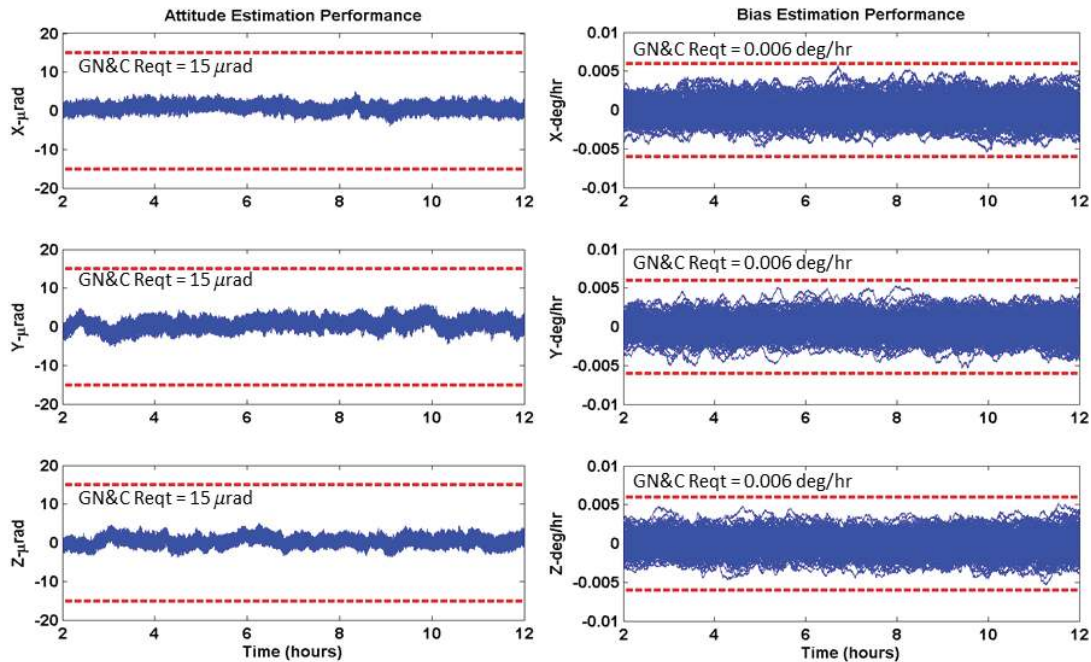 Attitude Estimation Performance
20
10
0
-10
-20
X-μrad
GN&C Reqt = 15 μrad
2 4 6 8 10 12
20
10
0
-10
-20
Y-μrad
GN&C Reqt = 15 μrad
2 4 6 8 10 12
20
10
0
-10
-20
Z-μrad
GN&C Reqt = 15 μrad
2 4 6 8 10 12
Time (hours)
Bias Estimation Performance
0.01
0.005
0
-0.005
-0.01
X-deg/hr
GN&C Reqt = 0.006 deg/hr
2 4 6 8 10 12
0.01
0.005
0
-0.005
-0.01
Y-deg/hr
GN&C Reqt = 0.006 deg/hr
2 4 6 8 10 12
0.01
0.005
0
-0.005
-0.01
Z-deg/hr
GN&C Reqt = 0.006 deg/hr
2 4 6 8 10 12
Time (hours)